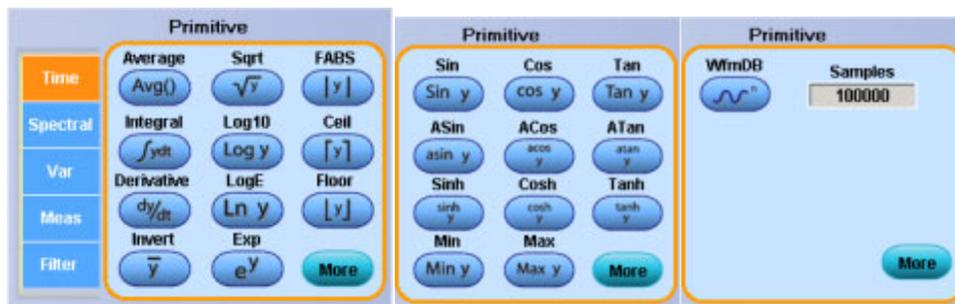 Primitive
Time
Spectral
Var
Meas
Filter
Average Sqrt FABS
Avg() √y |y|
Integral Log10 Ceil
∫ydt Log y ⌈y⌉
Derivative LogE Floor
dy/dt Ln y ⌊y⌋
Invert Exp
y̅ e^y More
Primitive
Sin Cos Tan
Sin y cos y Tan y
ASin ACos ATan
asin y acos y atan y
Sinh Cosh Tanh
sinh y cosh y tanh y
Min Max
Min y Max y More
Primitive
WfmDB Samples
n 100000
More